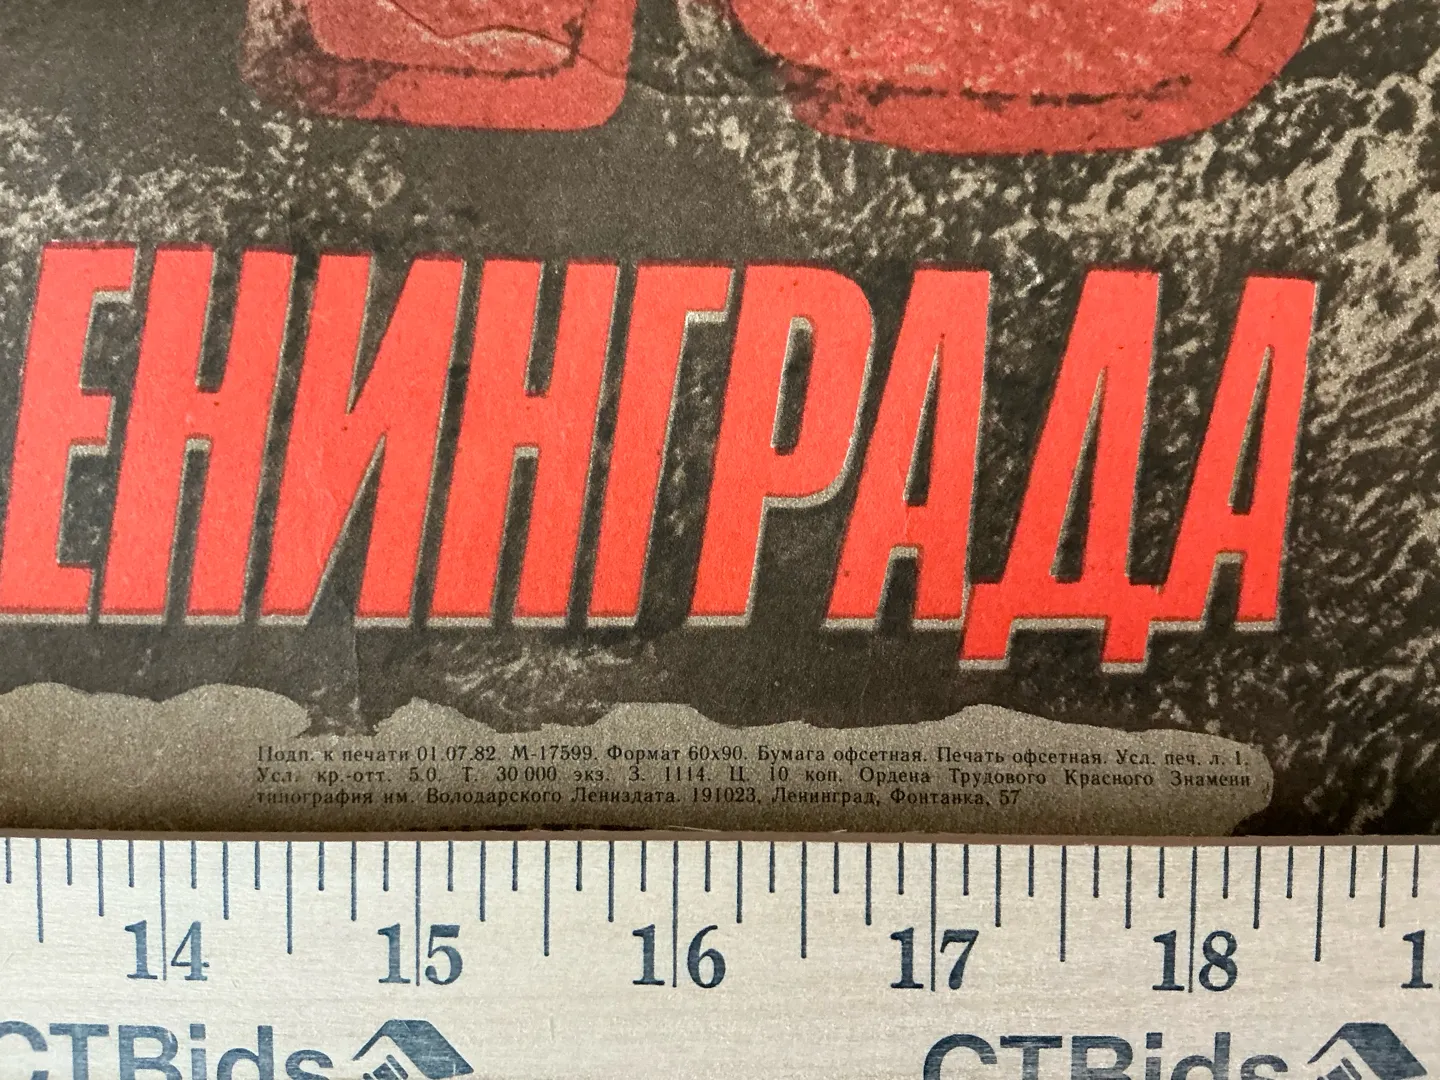 ЕНИНГРАДА
Подп. к печати 01.07.82. М-17599. Формат 60х90. Бумага офсетная. Печать офсетная. Усл. печ. л. 1.
Усл. кр.-отт. 5.0. Т. 30 000 экз. З. 1114. Ц. 10 коп. Ордена Трудового Красного Знамени
типография им. Володарского Лениздата. 191023, Ленинград, Фонтанка, 57
14 15 16 17 18 1
CTBids CTBids